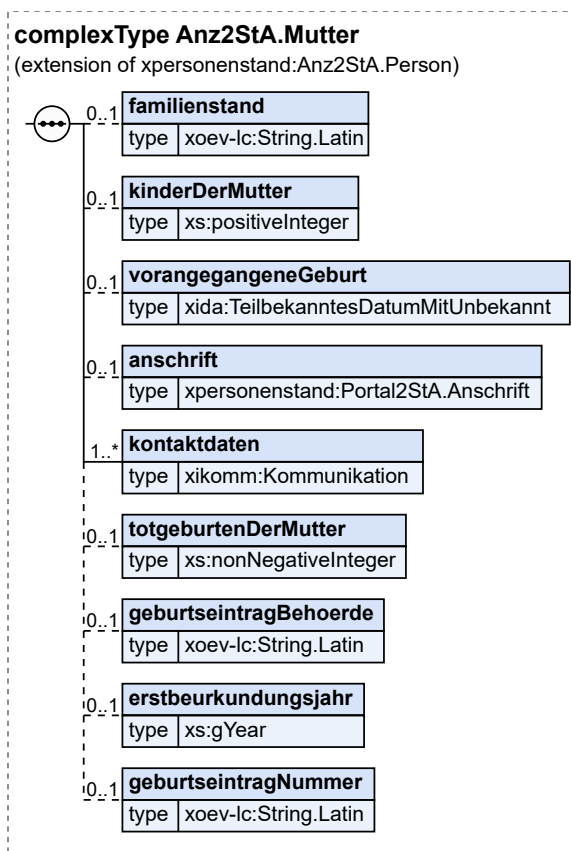 complexType Anz2StA.Mutter
(extension of xpersonenstand:Anz2StA.Person)
0..1 familienstand
type xoev-lc:String.Latin
0..1 kinderDerMutter
type xs:positiveInteger
0..1 vorangegangeneGeburt
type xida:TeilbekanntesDatumMitUnbekannt
0..1 anschrift
type xpersonenstand:Portal2StA.Anschrift
1..* kontaktdaten
type xikomm:Kommunikation
0..1 totgeburtenDerMutter
type xs:nonNegativeInteger
0..1 geburtseintragBehoerde
type xoev-lc:String.Latin
0..1 erstbeurkundungsjahr
type xs:gYear
0..1 geburtseintragNummer
type xoev-lc:String.Latin